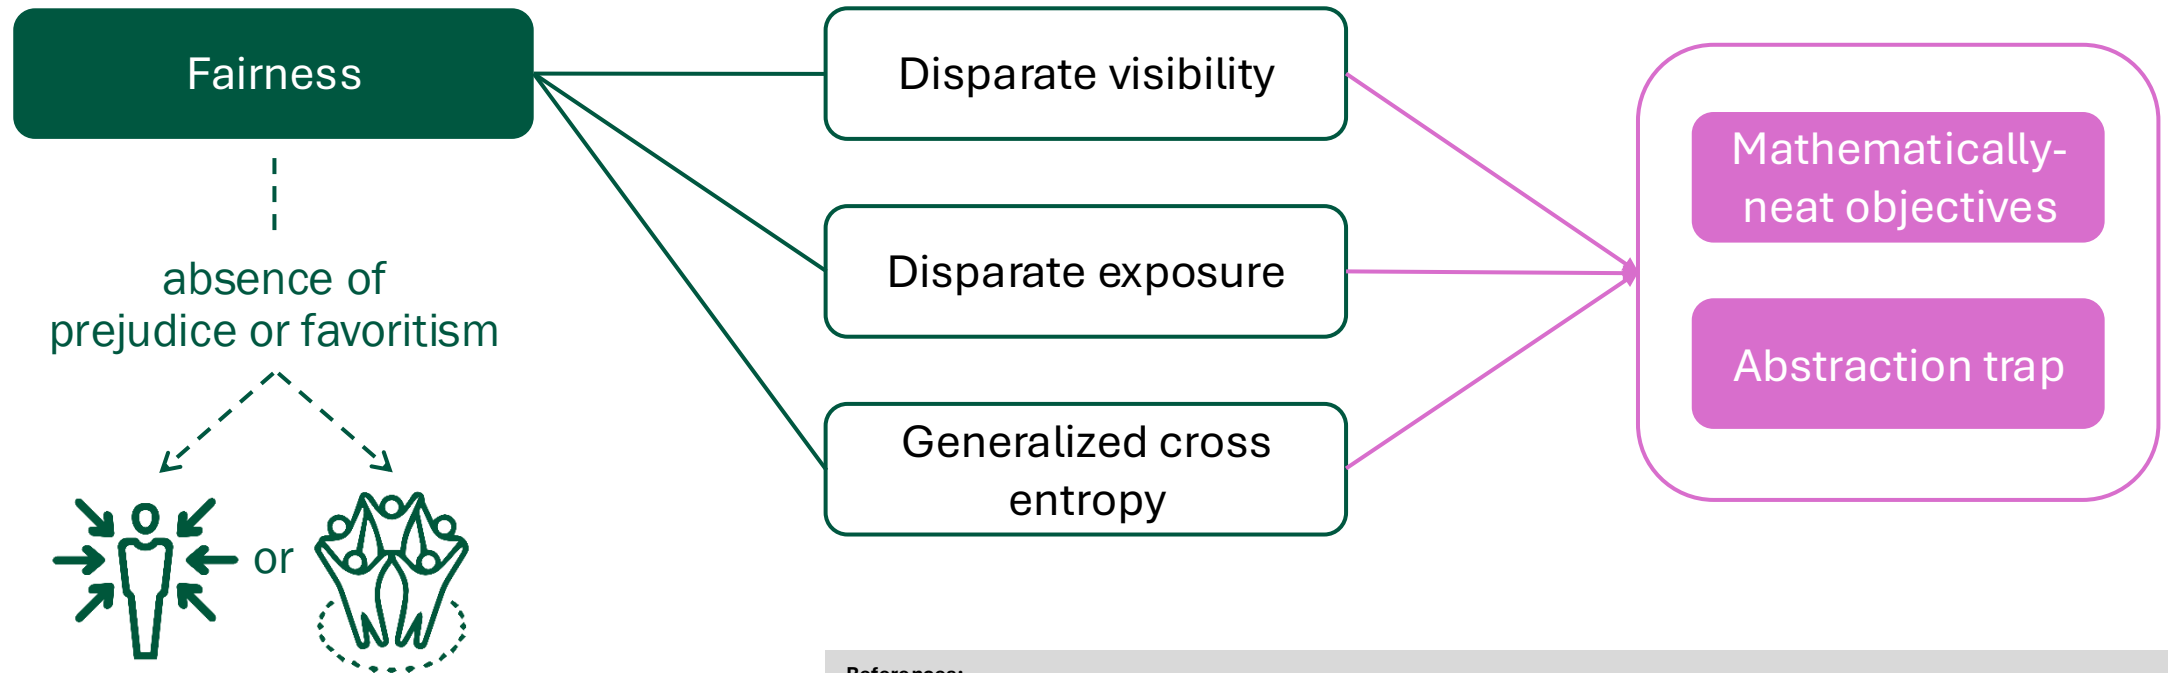 Fairness
absence of
prejudice or favoritism
or
Disparate visibility
Disparate exposure
Generalized cross
entropy
Mathematically-
neat objectives
Abstraction trap
References: